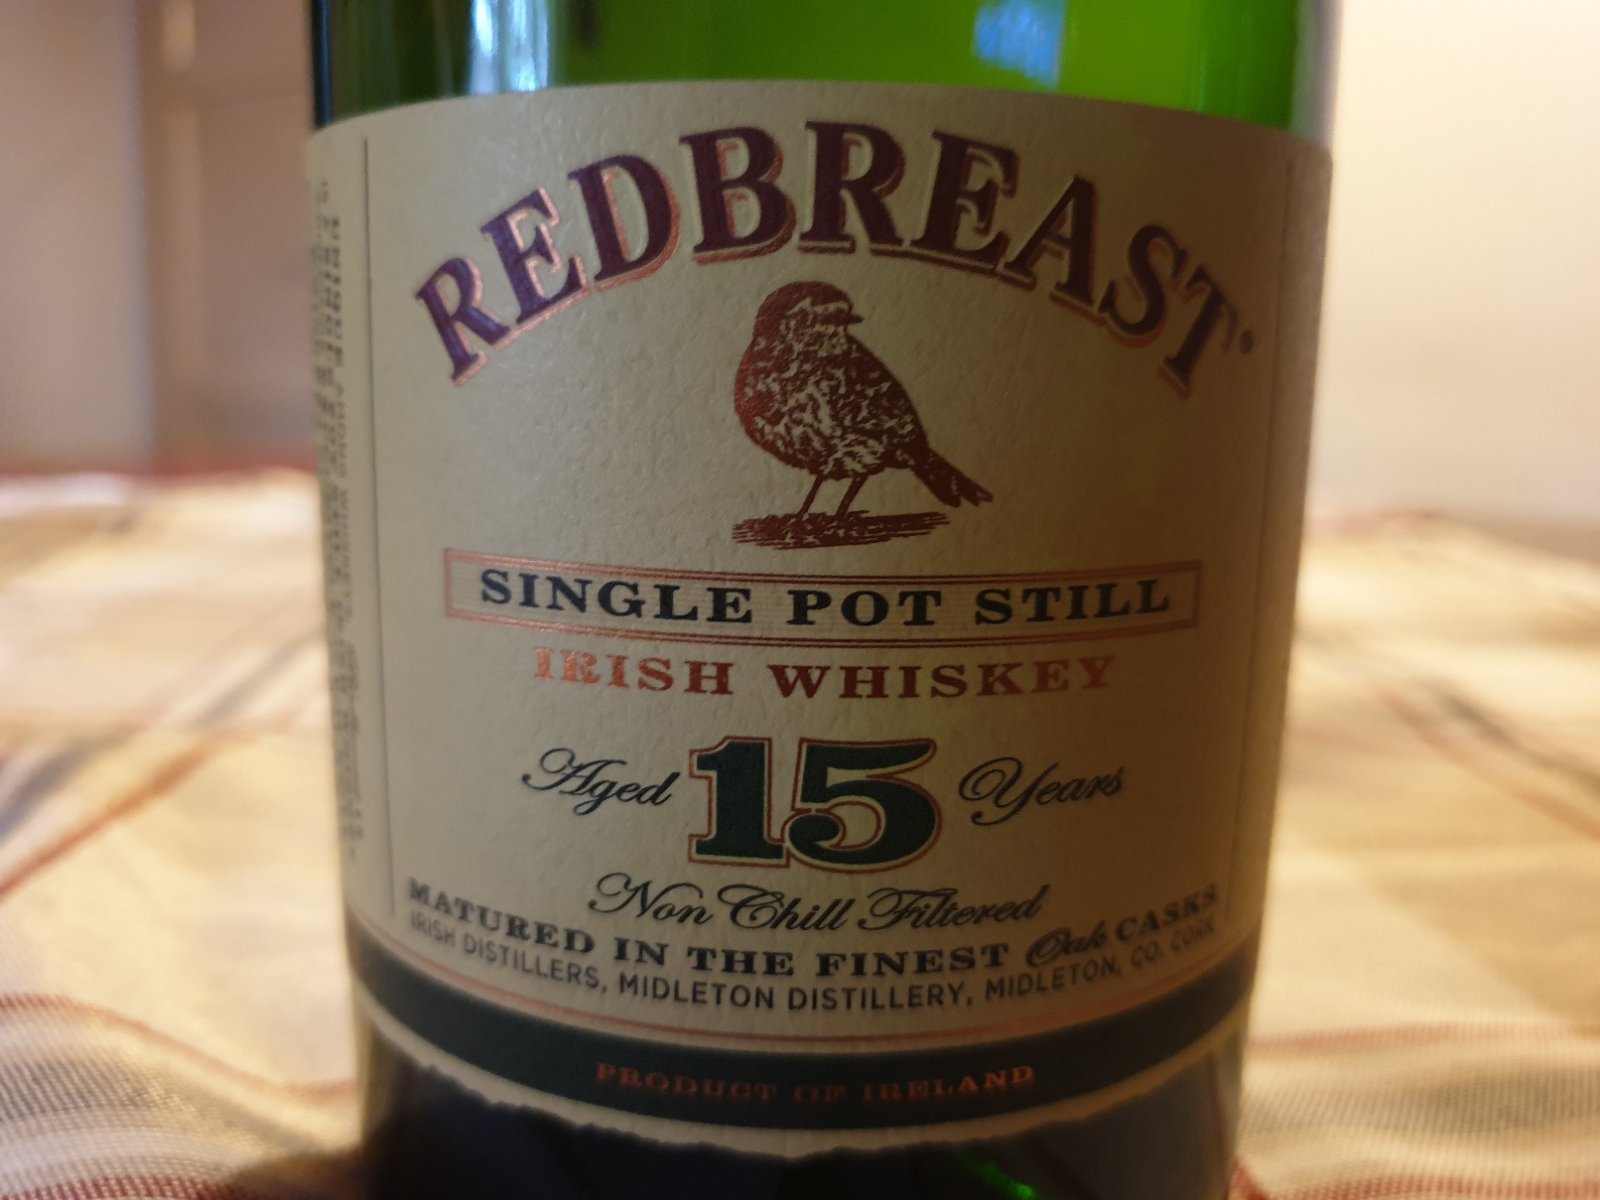 REDBREAST
SINGLE POT STILL
IRISH WHISKEY
Aged 15 Years
Non Chill Filtered
MATURED IN THE FINEST Oak CASKS
IRISH DISTILLERS, MIDLETON DISTILLERY, MIDLETON, CO. CORK
PRODUCT OF IRELAND